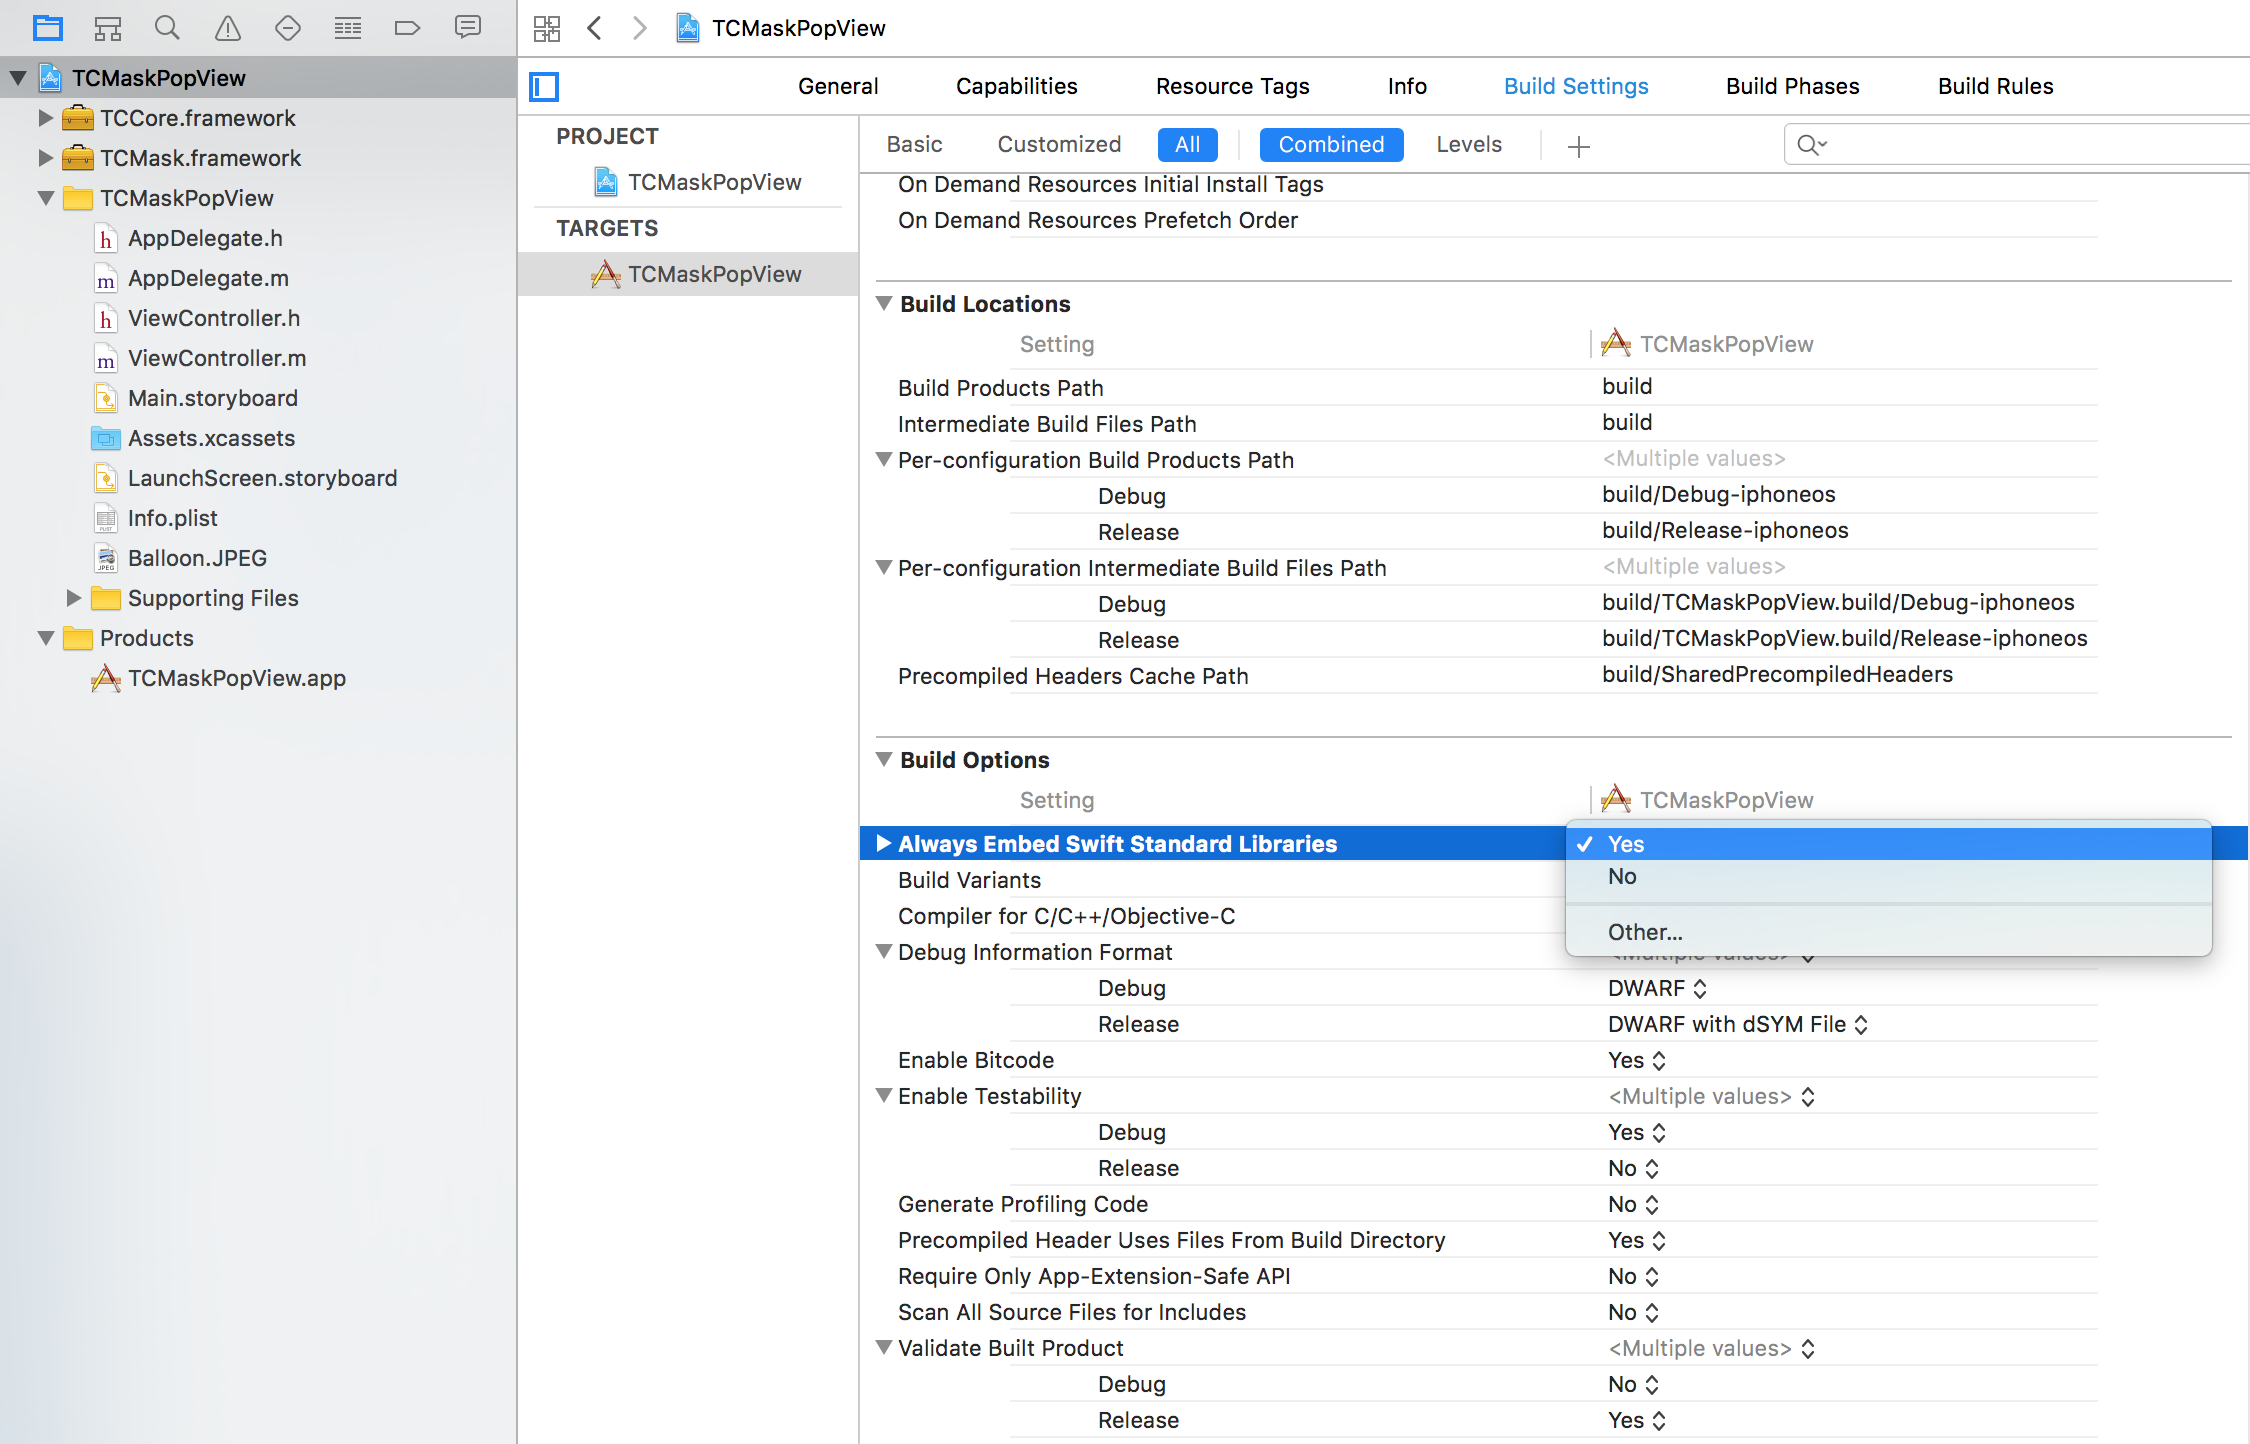 TCMaskPopView
TCCore.framework
TCMask.framework
TCMaskPopView
h AppDelegate.h
m AppDelegate.m
h ViewController.h
m ViewController.m
Main.storyboard
Assets.xcassets
LaunchScreen.storyboard
Info.plist
JPEG Balloon.JPEG
Supporting Files
Products
TCMaskPopView.app
TCMaskPopView
General Capabilities Resource Tags Info Build Settings Build Phases Build Rules
PROJECT
TCMaskPopView
TARGETS
TCMaskPopView
Basic Customized All Combined Levels +
On Demand Resources Initial Install Tags
On Demand Resources Prefetch Order
Build Locations
Setting TCMaskPopView
Build Products Path build
Intermediate Build Files Path build
Per-configuration Build Products Path <Multiple values>
Debug build/Debug-iphoneos
Release build/Release-iphoneos
Per-configuration Intermediate Build Files Path <Multiple values>
Debug build/TCMaskPopView.build/Debug-iphoneos
Release build/TCMaskPopView.build/Release-iphoneos
Precompiled Headers Cache Path build/SharedPrecompiledHeaders
Build Options
Setting TCMaskPopView
Always Embed Swift Standard Libraries ✓ Yes
Build Variants No
Compiler for C/C++/Objective-C Other...
Debug Information Format <Multiple values>
Debug DWARF
Release DWARF with dSYM File
Enable Bitcode Yes
Enable Testability <Multiple values>
Debug Yes
Release No
Generate Profiling Code No
Precompiled Header Uses Files From Build Directory Yes
Require Only App-Extension-Safe API No
Scan All Source Files for Includes No
Validate Built Product <Multiple values>
Debug No
Release Yes